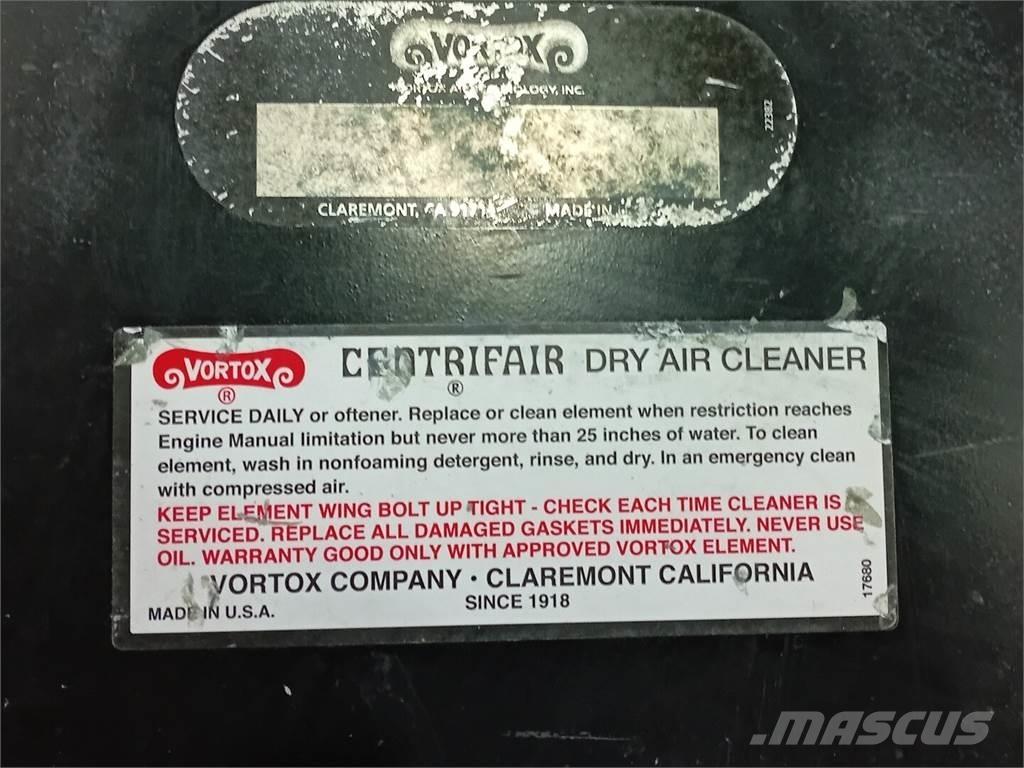 VORTOX
INC.
22382
CLAREMONT, CA
MADE IN
VORTOX
®
CENTRIFAIR DRY AIR CLEANER
®
SERVICE DAILY or oftener. Replace or clean element when restriction reaches
Engine Manual limitation but never more than 25 inches of water. To clean
element, wash in nonfoaming detergent, rinse, and dry. In an emergency clean
with compressed air.
KEEP ELEMENT WING BOLT UP TIGHT - CHECK EACH TIME CLEANER IS
SERVICED. REPLACE ALL DAMAGED GASKETS IMMEDIATELY. NEVER USE
OIL. WARRANTY GOOD ONLY WITH APPROVED VORTOX ELEMENT.
VORTOX COMPANY · CLAREMONT CALIFORNIA
SINCE 1918
MADE IN U.S.A.
17680
MASCUS